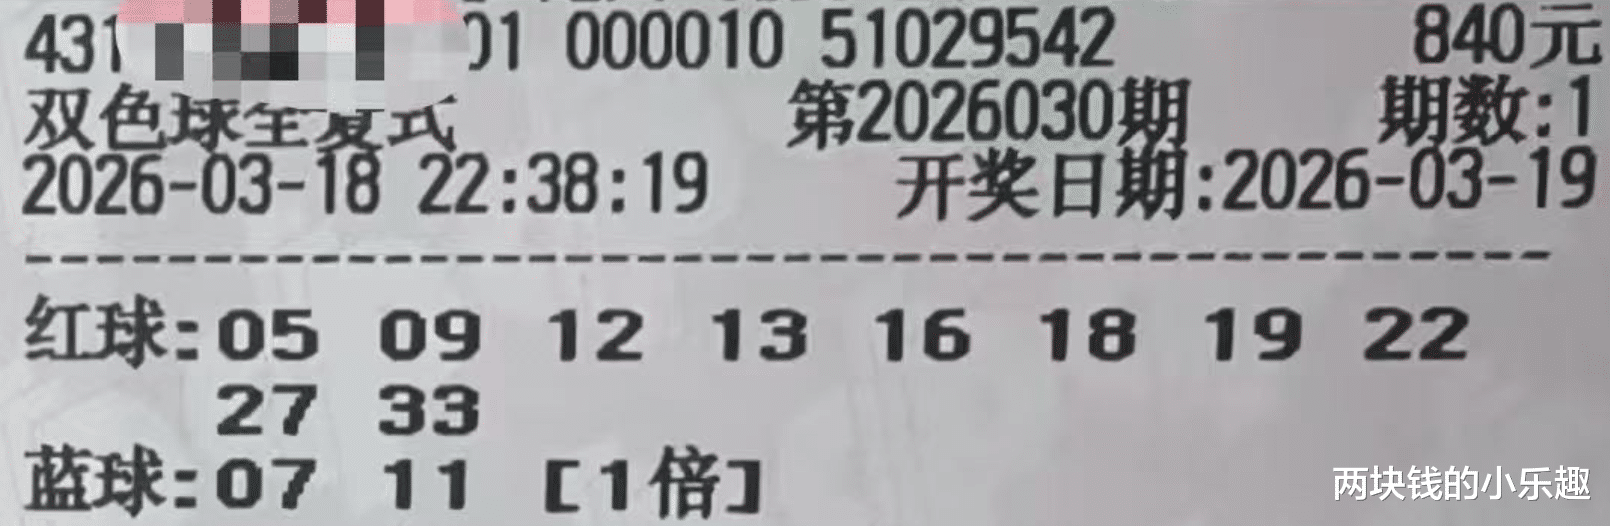 431 01 000010 51029542 840元
双色球全复式 第2026030期 期数:1
2026-03-18 22:38:19 开奖日期:2026-03-19
--------------------------------------------
红球:05 09 12 13 16 18 19 22
27 33
蓝球:07 11 [1倍]
两块钱的小乐趣